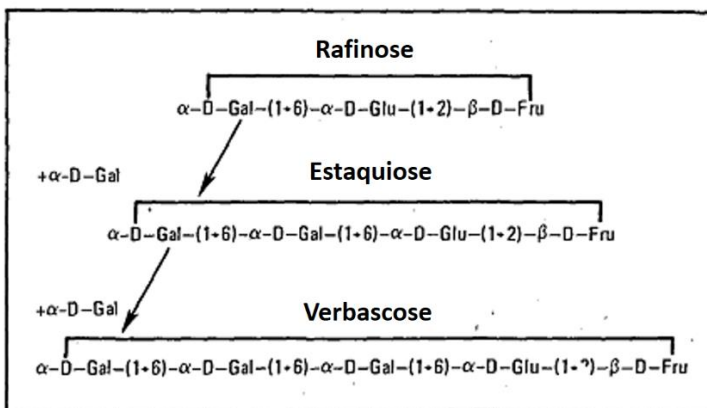 Rafinose
α-D-Gal-(1→6)-α-D-Glu-(1→2)-β-D-Fru
+α-D-Gal
Estaquiose
α-D-Gal-(1→6)-α-D-Gal-(1→6)-α-D-Glu-(1→2)-β-D-Fru
+α-D-Gal
Verbascose
α-D-Gal-(1→6)-α-D-Gal-(1→6)-α-D-Gal-(1→6)-α-D-Glu-(1→ )-β-D-Fru